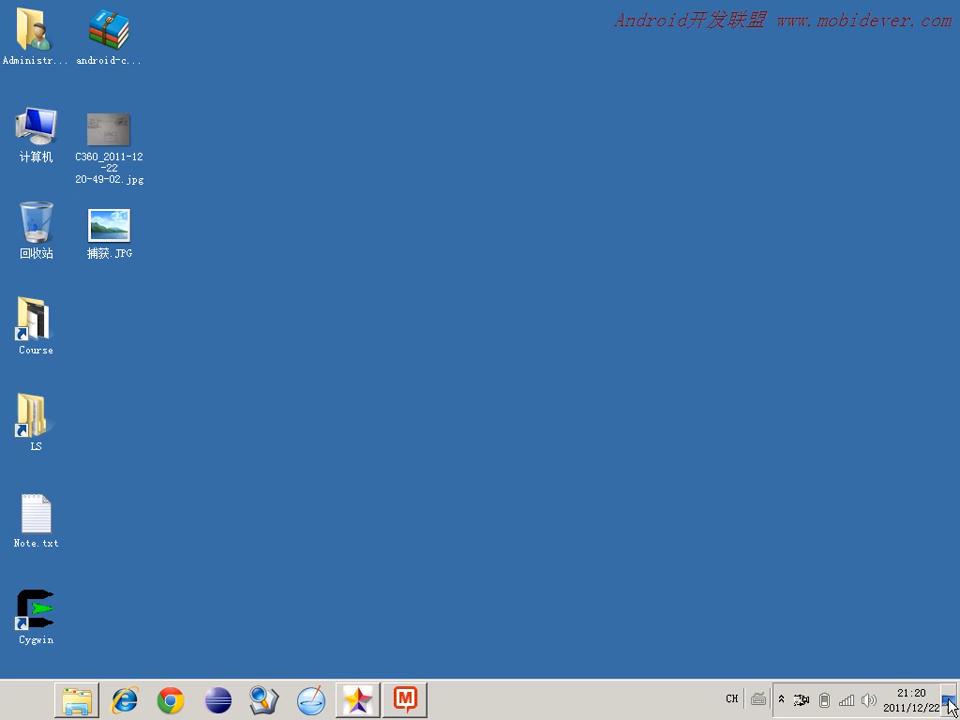 Android开发联盟 www.mobidever.com
Administr...
android-c...
计算机
C360_2011-12
-22
20-49-02.jpg
回收站
捕获.JPG
Course
LS
Note.txt
Cygwin
CH
21:20
2011/12/22